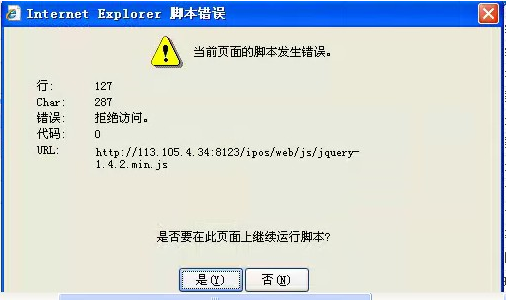 Internet Explorer 脚本错误
当前页面的脚本发生错误。
行: 127
Char: 287
错误: 拒绝访问。
代码: 0
URL: http://113.105.4.34:8123/ipos/web/js/jquery-
1.4.2.min.js
是否要在此页面上继续运行脚本?
是(Y) 否(N)